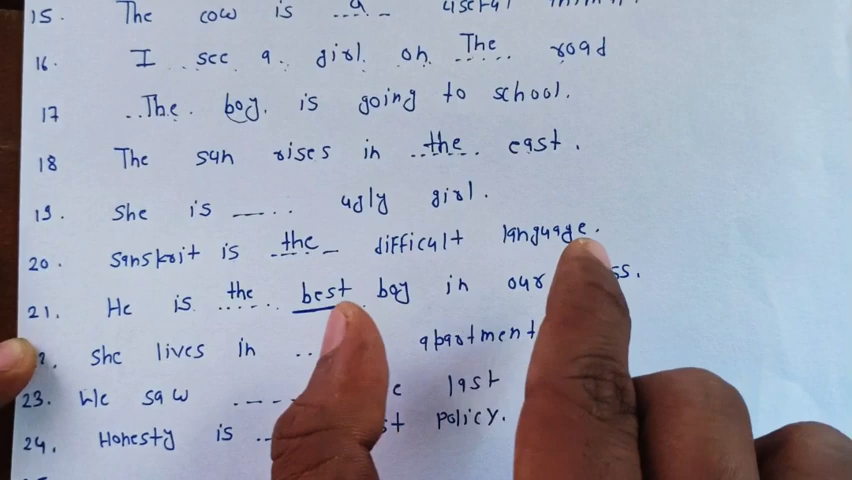 15. The cow is a
16. I see a girl on The road
17 The boy is going to school.
18 The sun rises in the east.
19. she is ---- ugly girl.
20. Sanskrit is the difficult language.
21. He is the best boy in our
she lives in ... apartment
23. We saw ---- last
24. Honesty is policy.